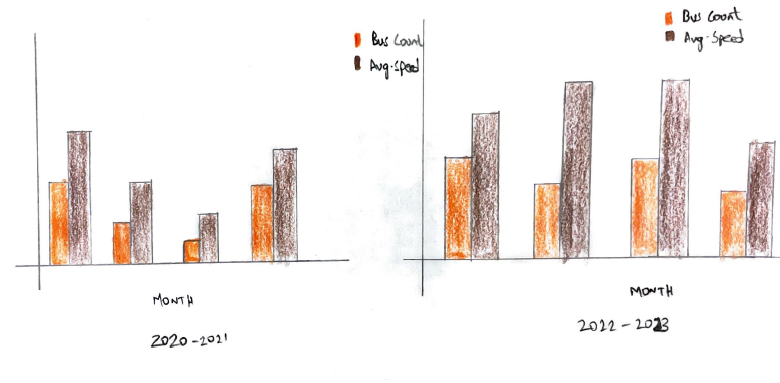 Bus Count
Avg. Speed
MONTH
2020-2021
Bus Count
Avg. Speed
MONTH
2022-2023